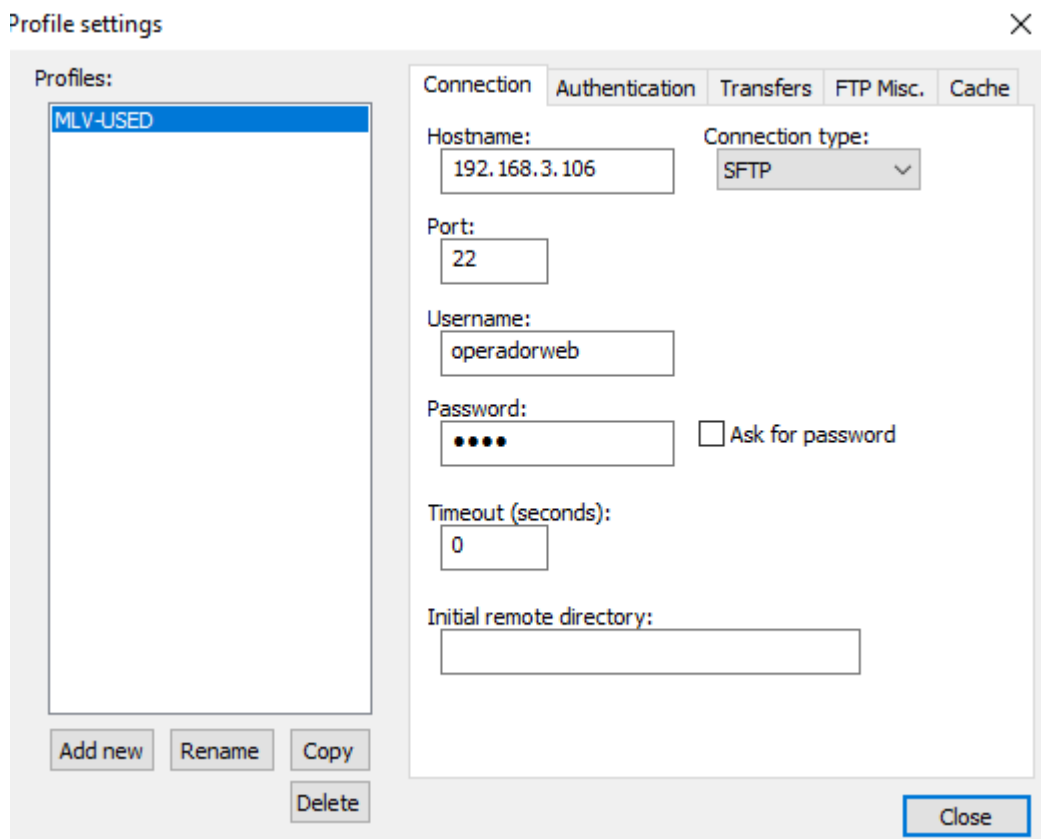 Profile settings
Profiles:
MLV-USED
Add new
Rename
Copy
Delete
Connection
Authentication
Transfers
FTP Misc.
Cache
Hostname:
192.168.3.106
Connection type:
SFTP
Port:
22
Username:
operadorweb
Password:
••••
Ask for password
Timeout (seconds):
0
Initial remote directory:
Close